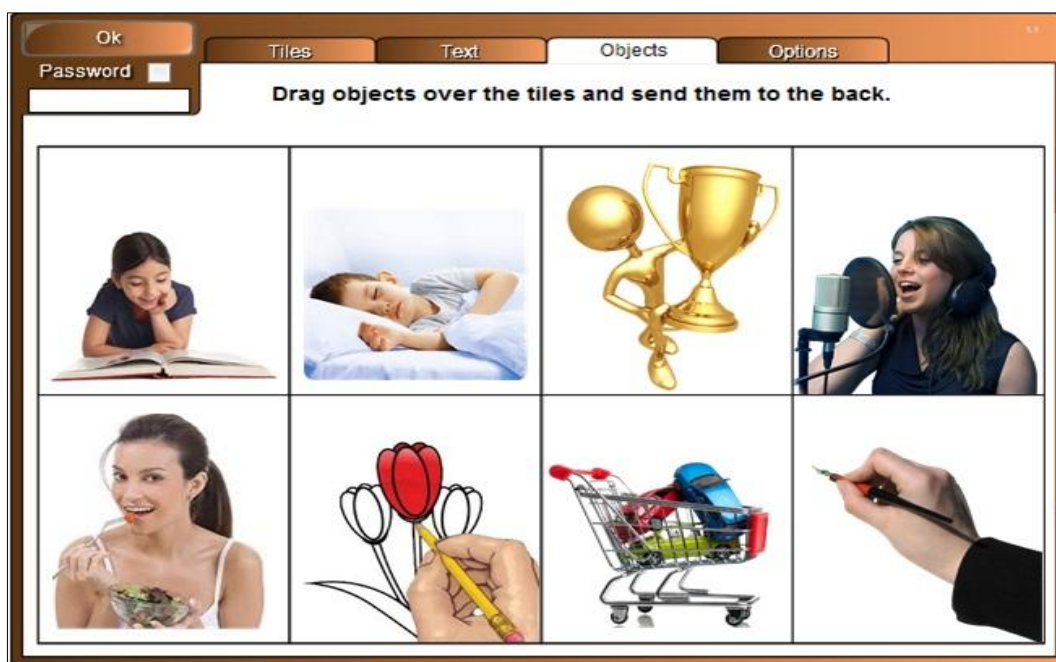 Ok
Tiles
Text
Objects
Options
Password
Drag objects over the tiles and send them to the back.